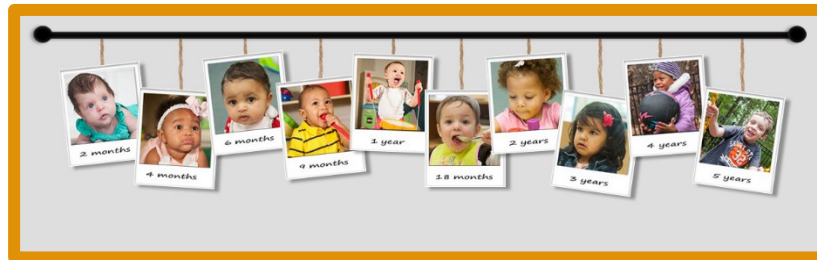 2 months
4 months
6 months
9 months
1 year
18 months
2 years
3 years
4 years
5 years